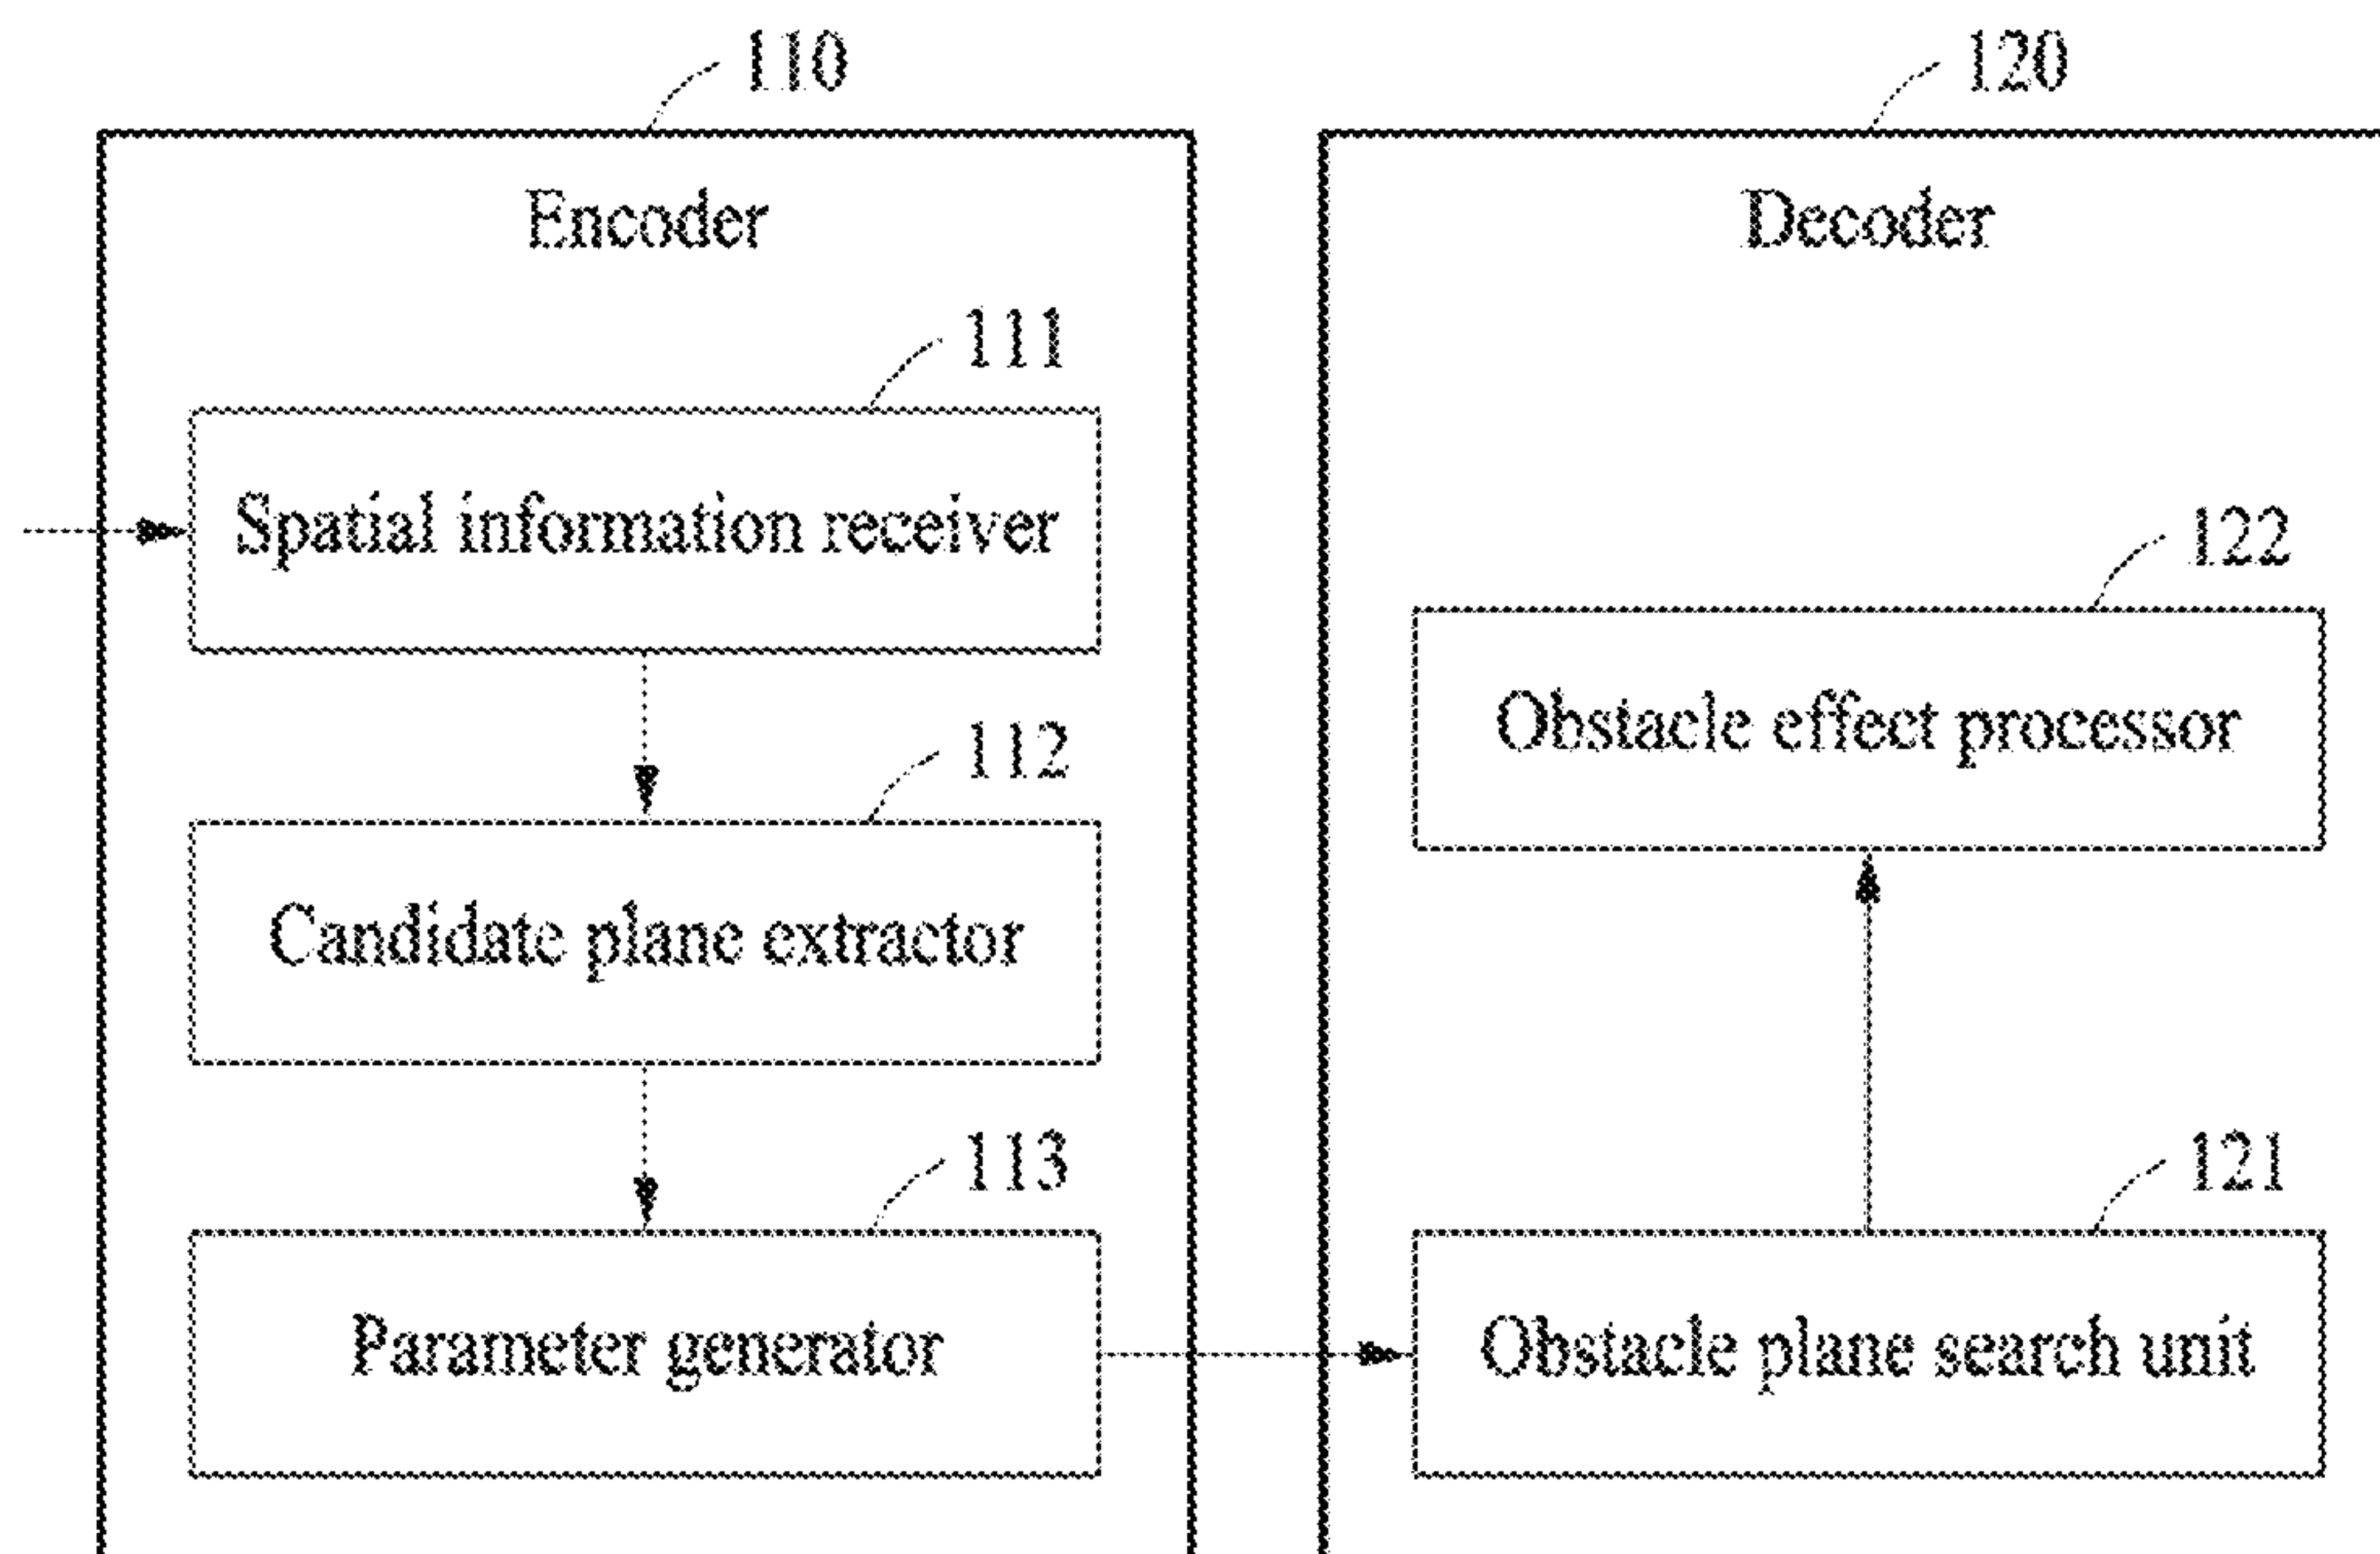 110
Encoder
111
Spatial information receiver
112
Candidate plane extractor
113
Parameter generator
120
Decoder
122
Obstacle effect processor
121
Obstacle plane search unit